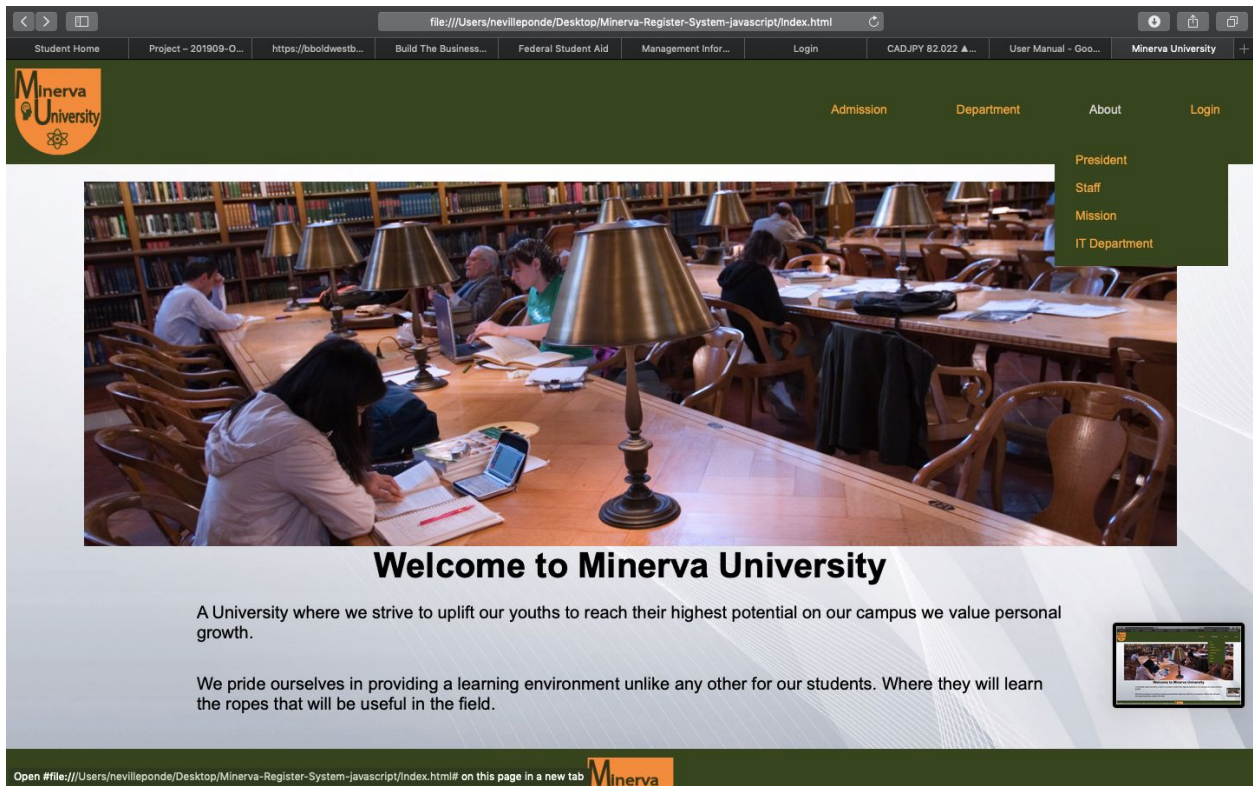 file:///Users/nevilleponde/Desktop/Minerva-Register-System-javascript/Index.html
Student Home
Project – 201909-O...
https://bboldwestb...
Build The Business...
Federal Student Aid
Management Infor...
Login
CADJPY 82.022 ▲...
User Manual - Goo...
Minerva University
Minerva
University
Admission
Department
About
Login
President
Staff
Mission
IT Department
Welcome to Minerva University
A University where we strive to uplift our youths to reach their highest potential on our campus we value personal
growth.
We pride ourselves in providing a learning environment unlike any other for our students. Where they will learn
the ropes that will be useful in the field.
Open #file:///Users/nevilleponde/Desktop/Minerva-Register-System-javascript/Index.html# on this page in a new tab
Minerva